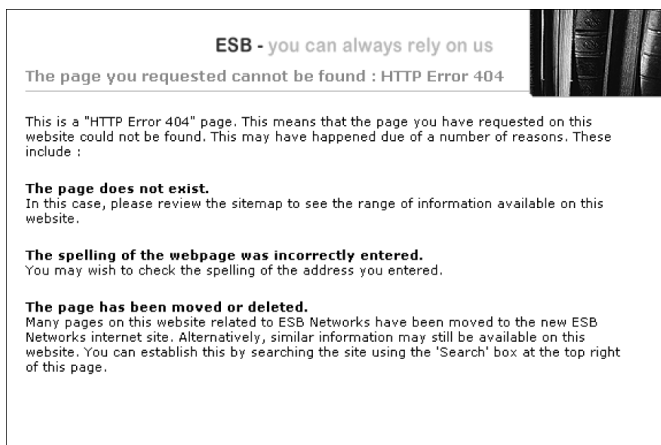 ESB - you can always rely on us
The page you requested cannot be found : HTTP Error 404
This is a "HTTP Error 404" page. This means that the page you have requested on this
website could not be found. This may have happened due of a number of reasons. These
include :
The page does not exist.
In this case, please review the sitemap to see the range of information available on this
website.
The spelling of the webpage was incorrectly entered.
You may wish to check the spelling of the address you entered.
The page has been moved or deleted.
Many pages on this website related to ESB Networks have been moved to the new ESB
Networks internet site. Alternatively, similar information may still be available on this
website. You can establish this by searching the site using the 'Search' box at the top right
of this page.